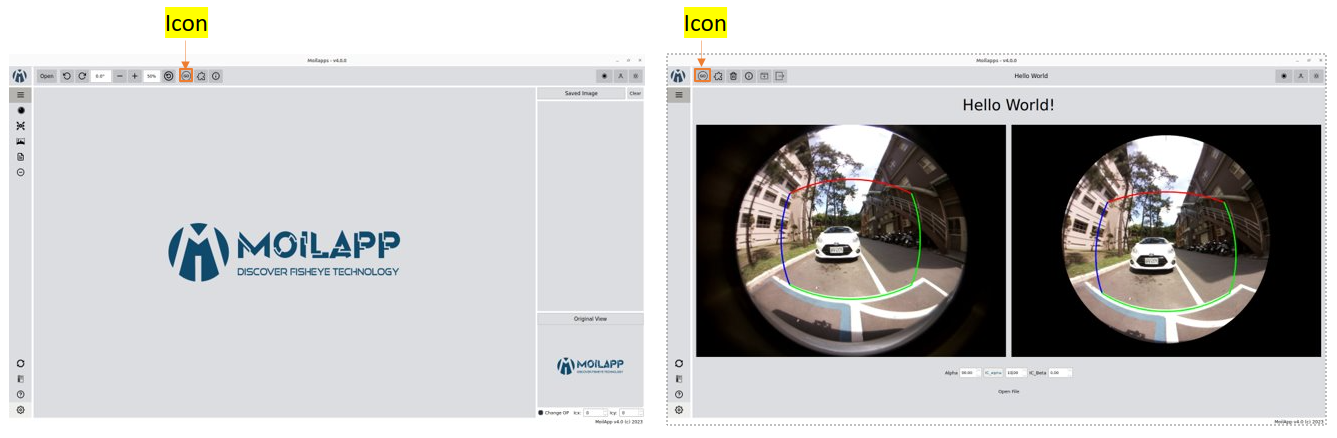 Icon
Icon
Moilapps - v4.0.0
Open
0.0°
50%
Saved Image
Clear
MOILAPP
DISCOVER FISHEYE TECHNOLOGY
Original View
MOILAPP
DISCOVER FISHEYE TECHNOLOGY
Change OP Icx: 0 Icy: 0
MoilApp v4.0 (c) 2023
Moilapps - v4.0.0
Hello World
Hello World!
Alpha
IC_Beta 0.00
Open File
MoilApp v4.0 (c) 2023